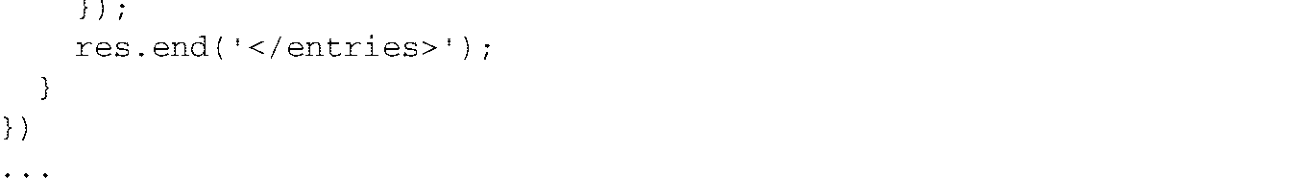 });
    res.end('</entries>');
  }
})
...